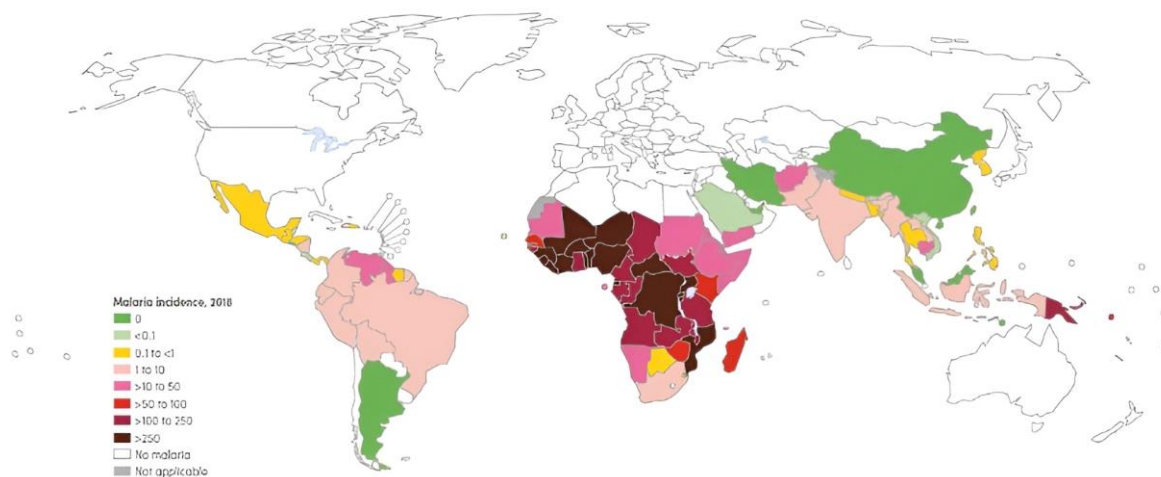 Malaria incidence, 2018
0
<0.1
0.1 to <1
1 to 10
>10 to 50
>50 to 100
>100 to 250
>250
No malaria
Not applicable